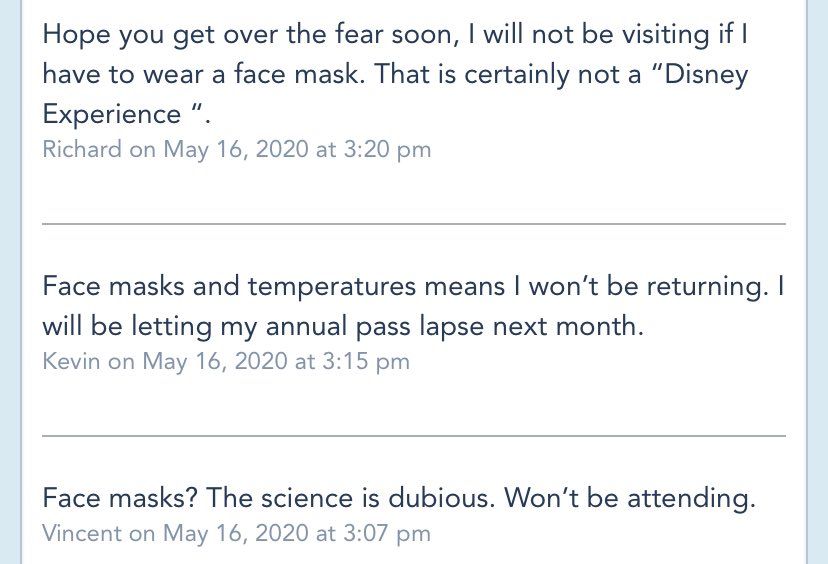 Hope you get over the fear soon, I will not be visiting if I
have to wear a face mask. That is certainly not a “Disney
Experience “.
Richard on May 16, 2020 at 3:20 pm
Face masks and temperatures means I won’t be returning. I
will be letting my annual pass lapse next month.
Kevin on May 16, 2020 at 3:15 pm
Face masks? The science is dubious. Won’t be attending.
Vincent on May 16, 2020 at 3:07 pm